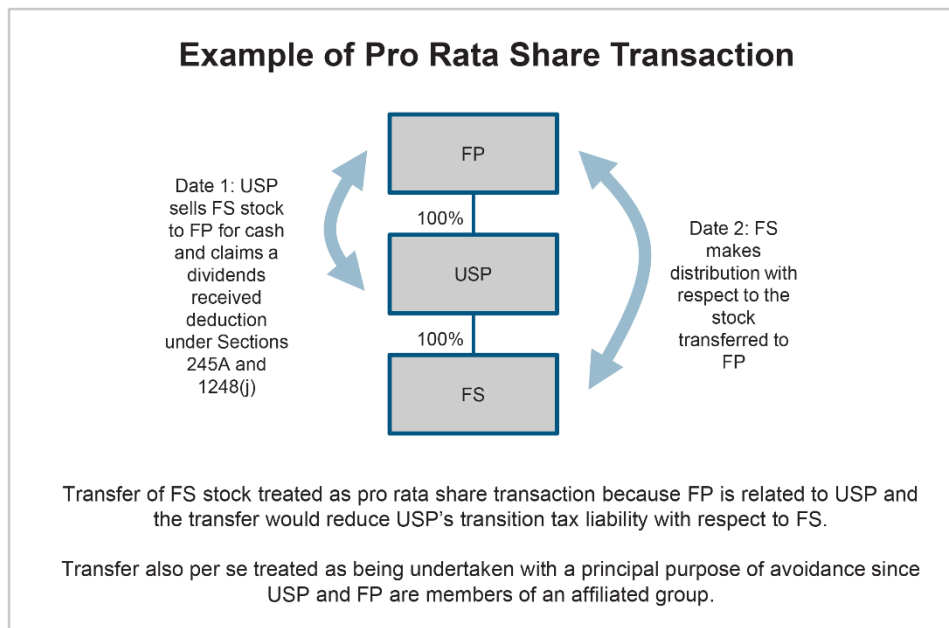 Example of Pro Rata Share Transaction
FP
Date 1: USP
sells FS stock
to FP for cash
and claims a
dividends
received
deduction
under Sections
245A and
1248(j)
100%
USP
100%
FS
Date 2: FS
makes
distribution with
respect to the
stock
transferred to
FP
Transfer of FS stock treated as pro rata share transaction because FP is related to USP and
the transfer would reduce USP's transition tax liability with respect to FS.
Transfer also per se treated as being undertaken with a principal purpose of avoidance since
USP and FP are members of an affiliated group.